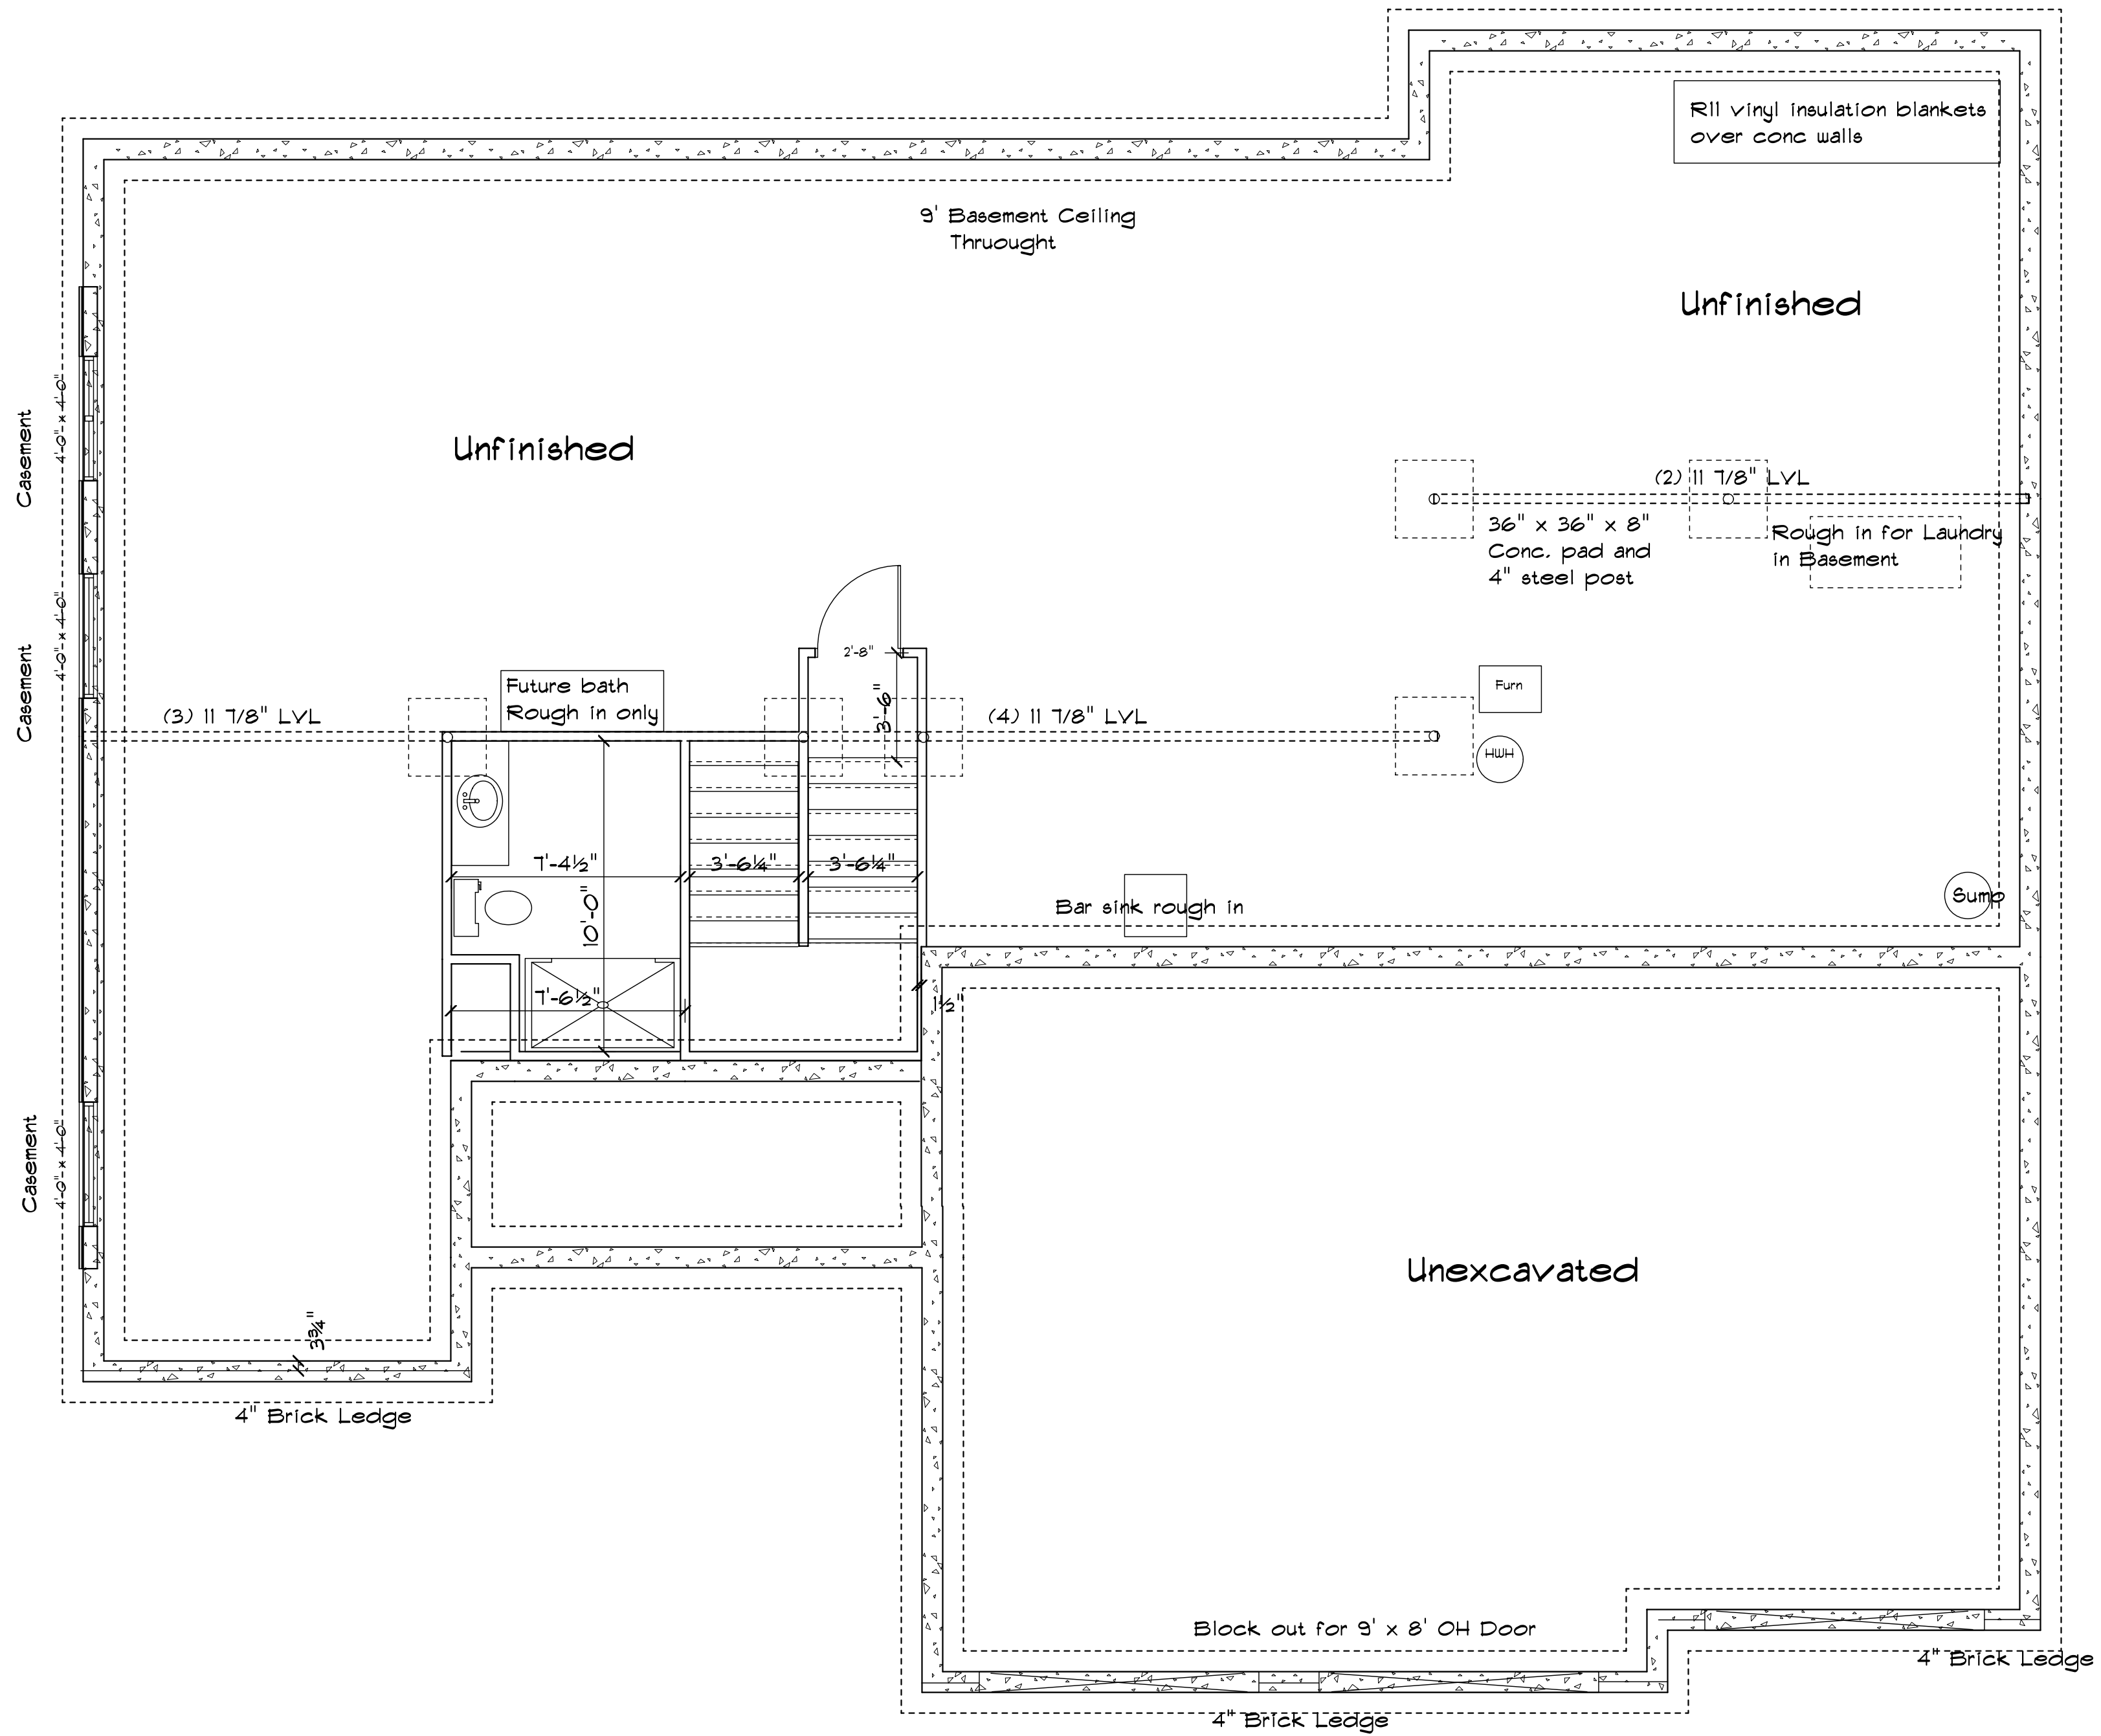 R11 vinyl insulation blankets
over conc walls
9' Basement Ceiling
Thruought
Unfinished
Unfinished
Casement
4'-0" x 4'-0"
(2) 11 7/8" LVL
36" x 36" x 8"
Conc. pad and
4" steel post
Rough in for Laundry
in Basement
Casement
4'-0" x 4'-0"
2'-8"
3'-6"
Future bath
Rough in only
(3) 11 7/8" LVL
(4) 11 7/8" LVL
Furn
HWH
7'-4½"
3'-6¼"
3'-6¼"
10'-0"
Bar sink rough in
Sump
7'-6½"
1½"
Casement
4'-0" x 4'-0"
Unexcavated
3¾"
4" Brick Ledge
Block out for 9' x 8' OH Door
4" Brick Ledge
4" Brick Ledge